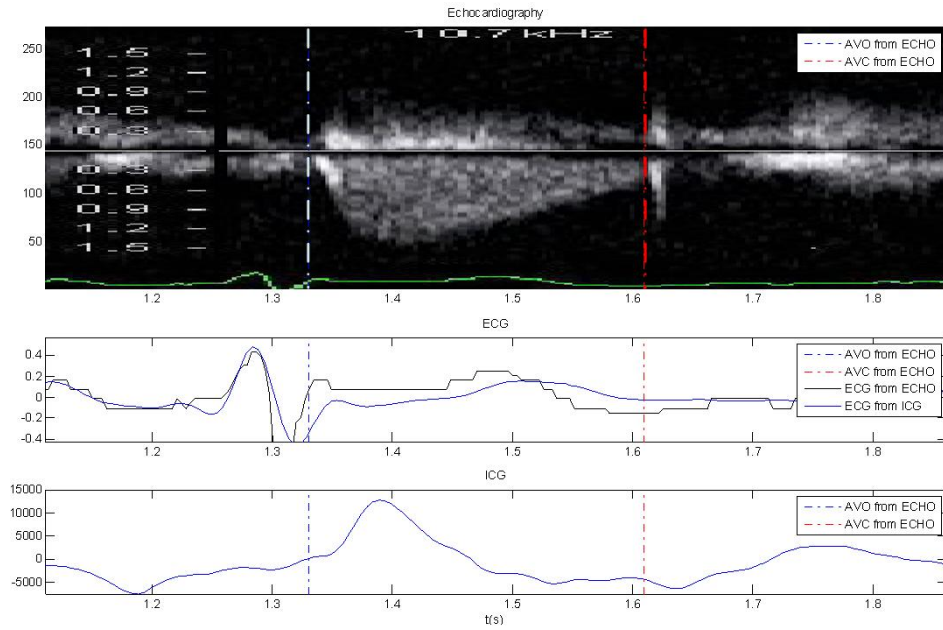 Echocardiography
10.7 kHz
250
200
150
100
50
1.5
1.2
0.9
0.6
0.3
0.3
0.6
0.9
1.2
1.5
AVO from ECHO
AVC from ECHO
1.2 1.3 1.4 1.5 1.6 1.7 1.8
ECG
0.4
0.2
0
-0.2
-0.4
AVO from ECHO
AVC from ECHO
ECG from ECHO
ECG from ICG
1.2 1.3 1.4 1.5 1.6 1.7 1.8
ICG
15000
10000
5000
0
-5000
AVO from ECHO
AVC from ECHO
1.2 1.3 1.4 1.5 1.6 1.7 1.8
t(s)